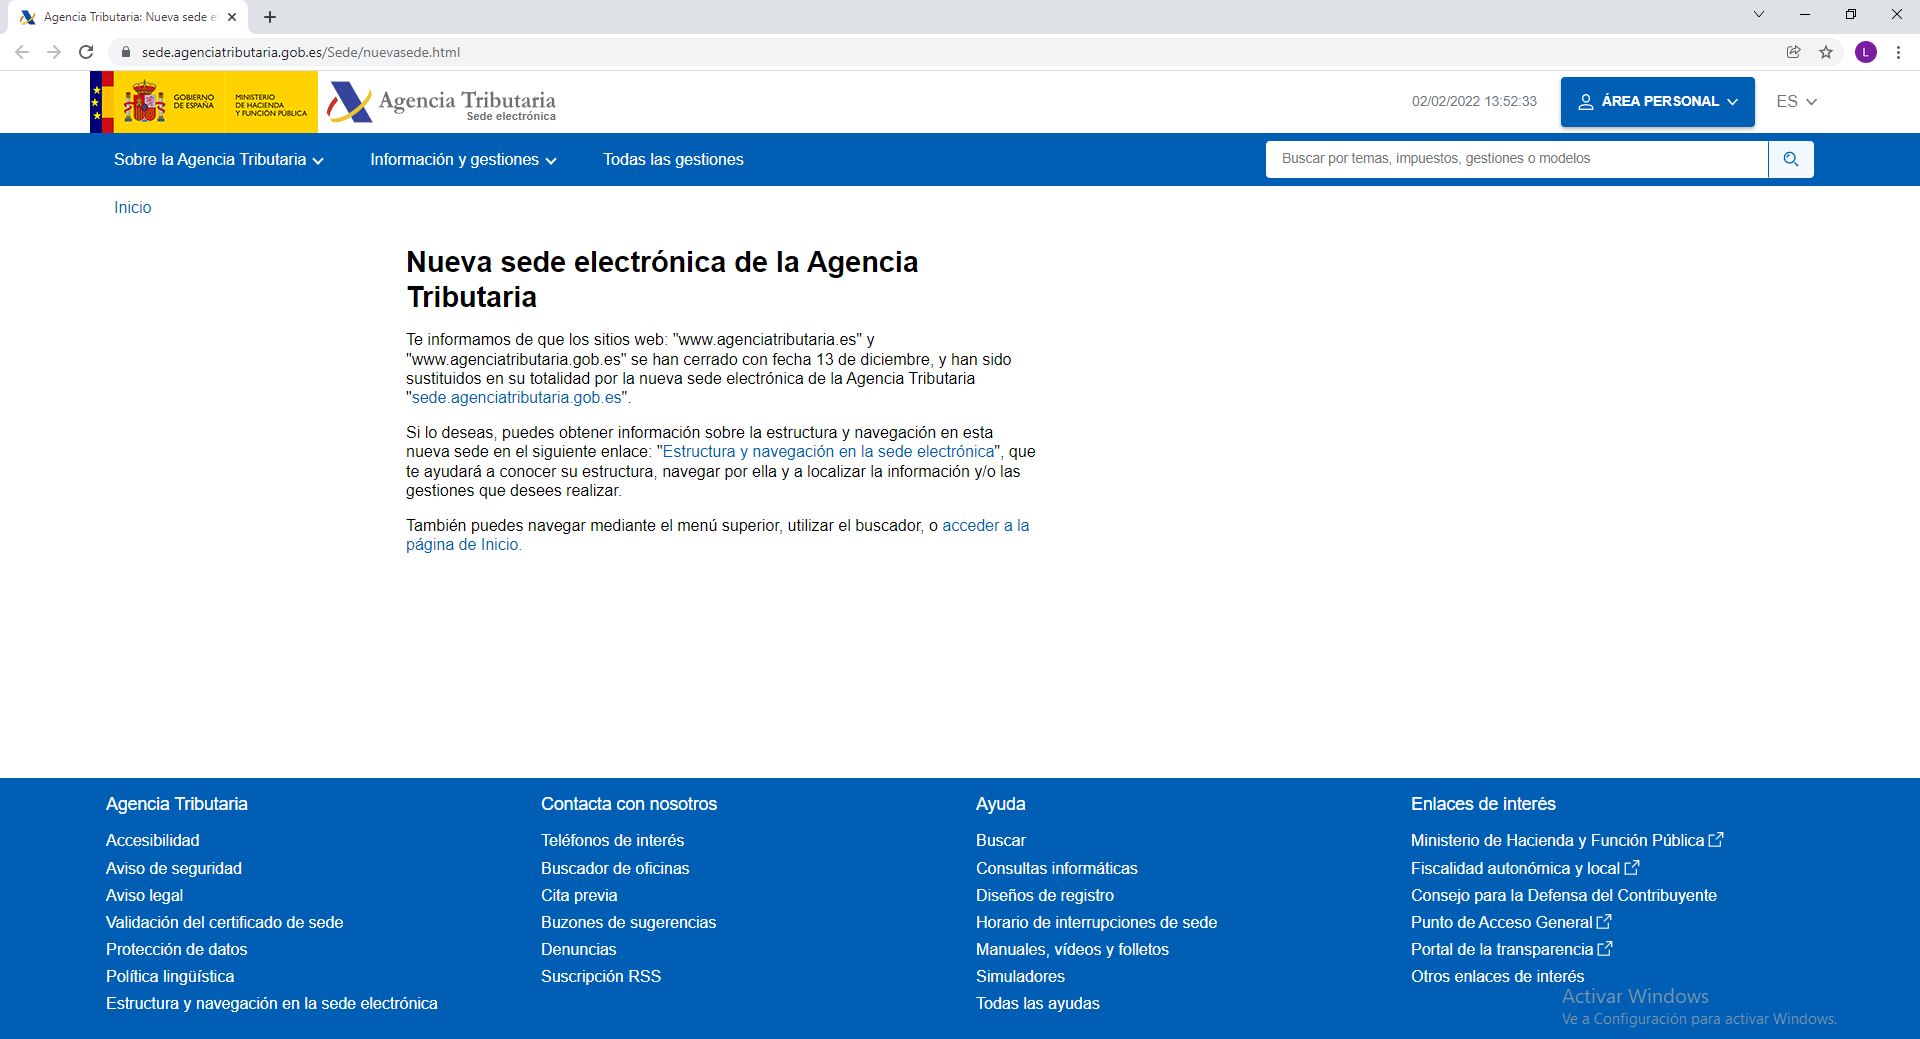 Agencia Tributaria: Nueva sede e
sede.agenciatributaria.gob.es/Sede/nuevasede.html
L
GOBIERNO
DE ESPAÑA
MINISTERIO
DE HACIENDA
Y FUNCIÓN PÚBLICA
Agencia Tributaria
Sede electrónica
02/02/2022 13:52:33
ÁREA PERSONAL
ES
Sobre la Agencia Tributaria
Información y gestiones
Todas las gestiones
Buscar por temas, impuestos, gestiones o modelos
Inicio
Nueva sede electrónica de la Agencia
Tributaria
Te informamos de que los sitios web: "www.agenciatributaria.es" y
"www.agenciatributaria.gob.es" se han cerrado con fecha 13 de diciembre, y han sido
sustituidos en su totalidad por la nueva sede electrónica de la Agencia Tributaria
"sede.agenciatributaria.gob.es".
Si lo deseas, puedes obtener información sobre la estructura y navegación en esta
nueva sede en el siguiente enlace: "Estructura y navegación en la sede electrónica", que
te ayudará a conocer su estructura, navegar por ella y a localizar la información y/o las
gestiones que desees realizar.
También puedes navegar mediante el menú superior, utilizar el buscador, o acceder a la
página de Inicio.
Agencia Tributaria
Accesibilidad
Aviso de seguridad
Aviso legal
Validación del certificado de sede
Protección de datos
Política lingüística
Estructura y navegación en la sede electrónica
Contacta con nosotros
Teléfonos de interés
Buscador de oficinas
Cita previa
Buzones de sugerencias
Denuncias
Suscripción RSS
Ayuda
Buscar
Consultas informáticas
Diseños de registro
Horario de interrupciones de sede
Manuales, vídeos y folletos
Simuladores
Todas las ayudas
Enlaces de interés
Ministerio de Hacienda y Función Pública
Fiscalidad autonómica y local
Consejo para la Defensa del Contribuyente
Punto de Acceso General
Portal de la transparencia
Otros enlaces de interés
Activar Windows
Ve a Configuración para activar Windows.